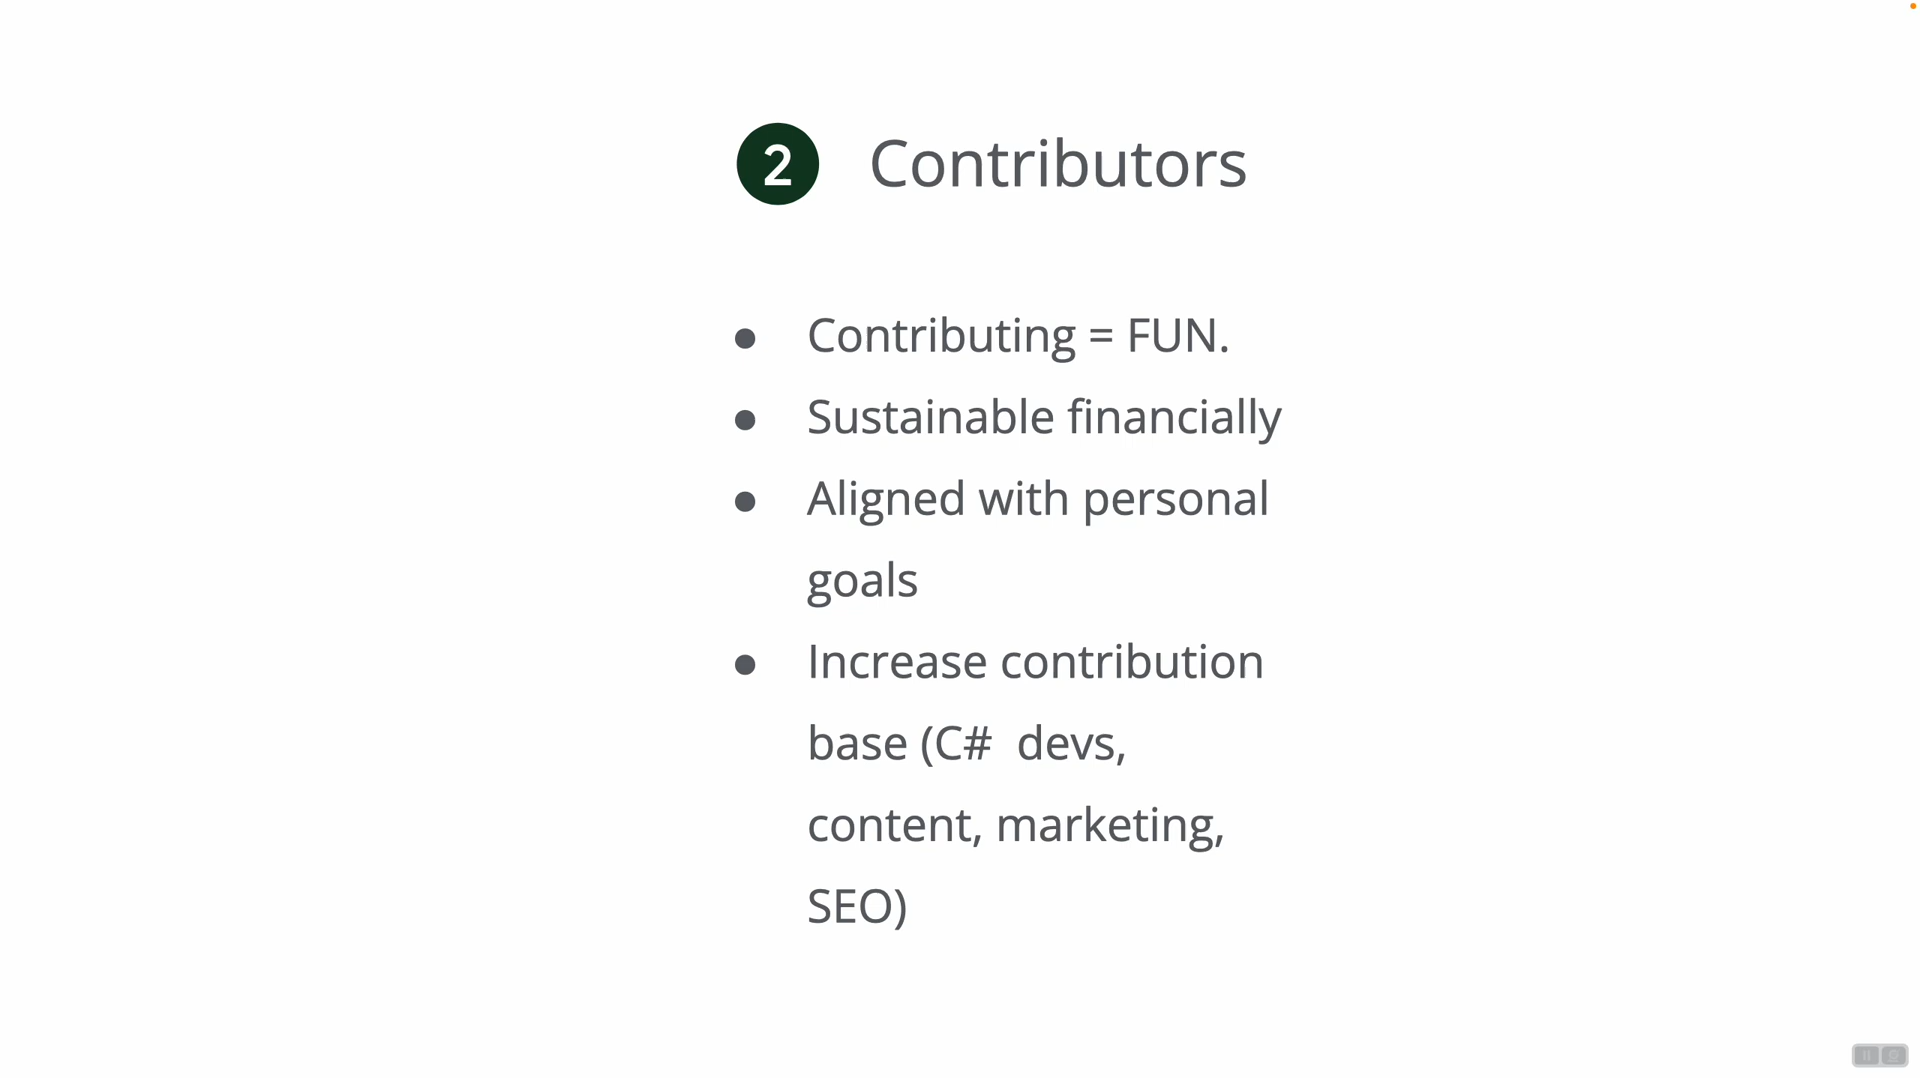 2 Contributors
● Contributing = FUN.
● Sustainable financially
● Aligned with personal
goals
● Increase contribution
base (C#  devs,
content, marketing,
SEO)